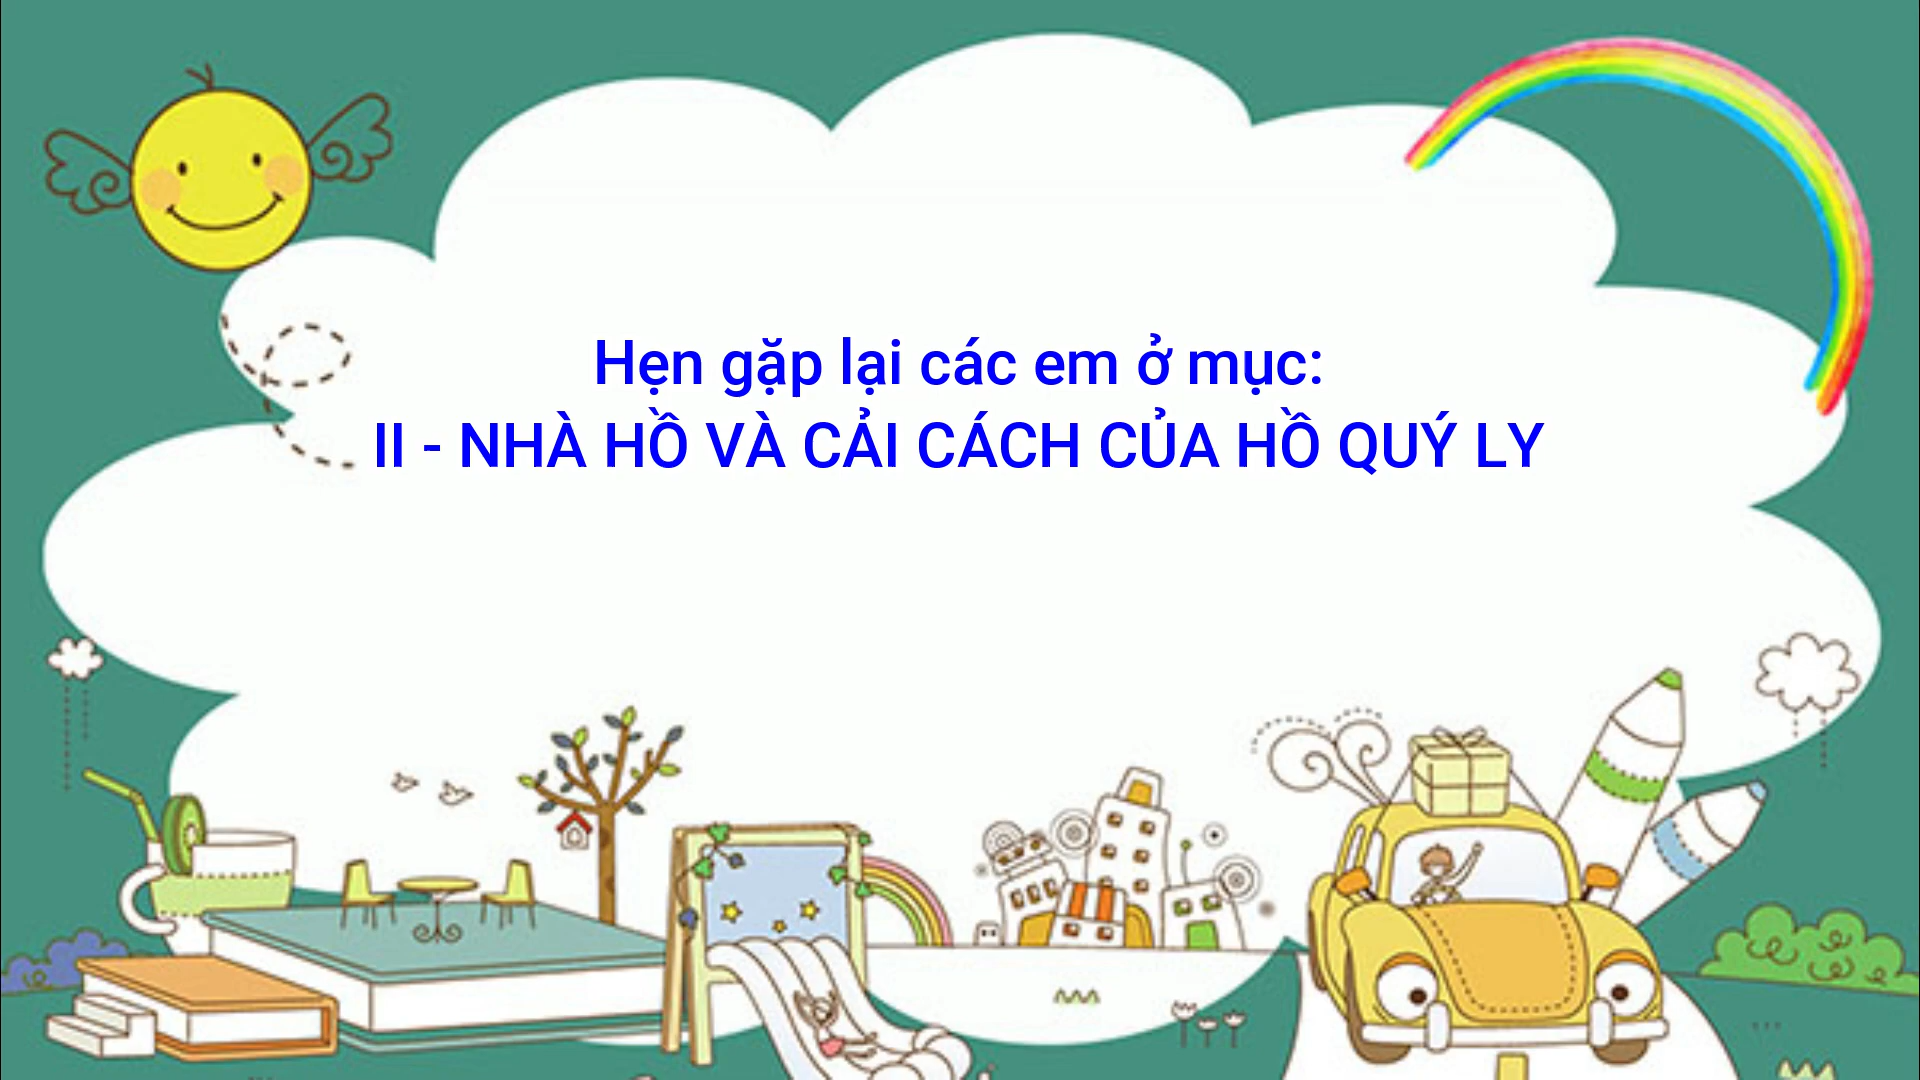 Hẹn gặp lại các em ở mục:
II - NHÀ HỒ VÀ CẢI CÁCH CỦA HỒ QUÝ LY